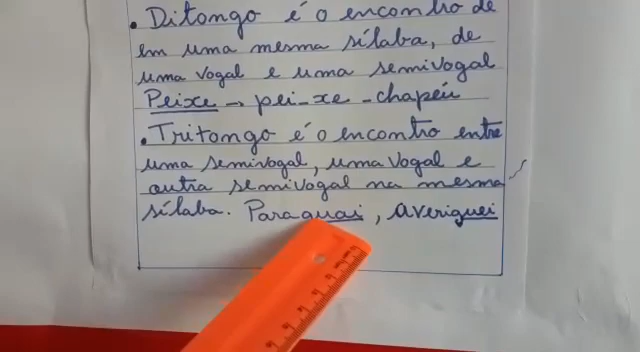 • Ditongo é o encontro de
em uma mesma sílaba, de
uma vogal e uma semivogal
Peixe → pei-xe - chapéu
• Tritongo é o encontro entre
uma semivogal, uma vogal e
outra semivogal na mesma
sílaba. Paraguai, averiguei